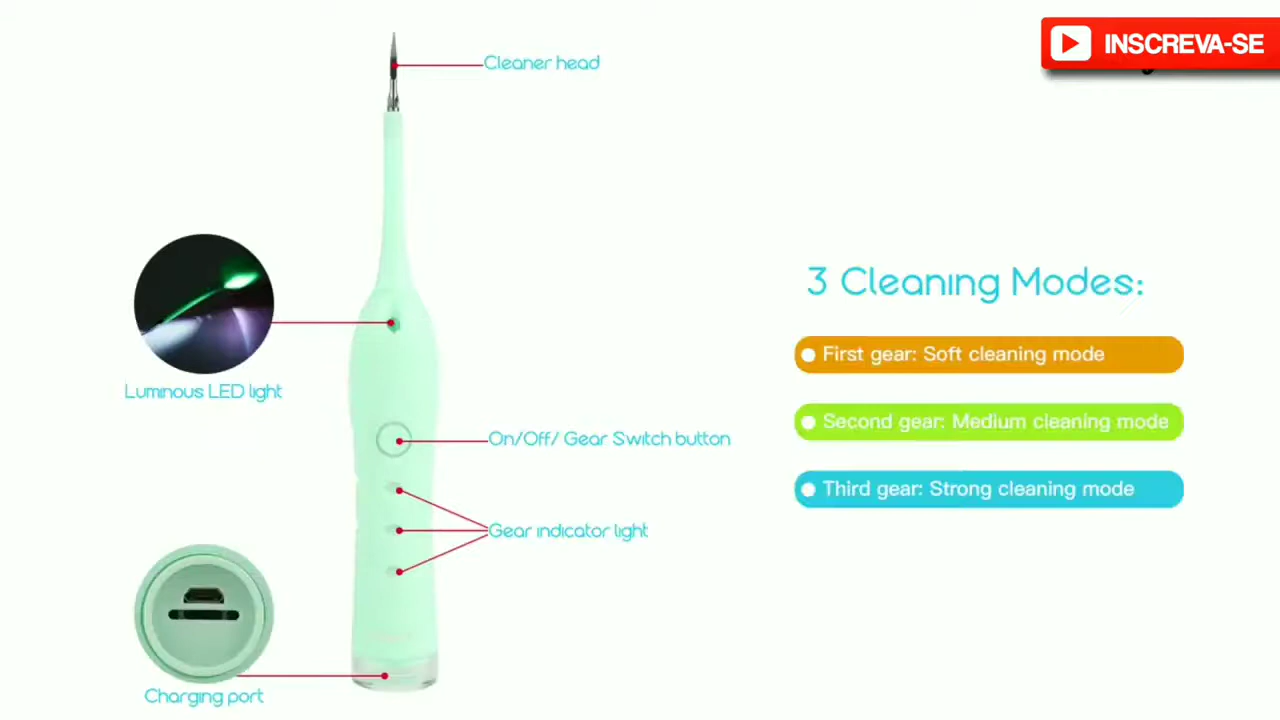 INSCREVA-SE
Cleaner head
Luminous LED light
On/Off/ Gear Switch button
Gear indicator light
Charging port
3 Cleaning Modes:
First gear: Soft cleaning mode
Second gear: Medium cleaning mode
Third gear: Strong cleaning mode